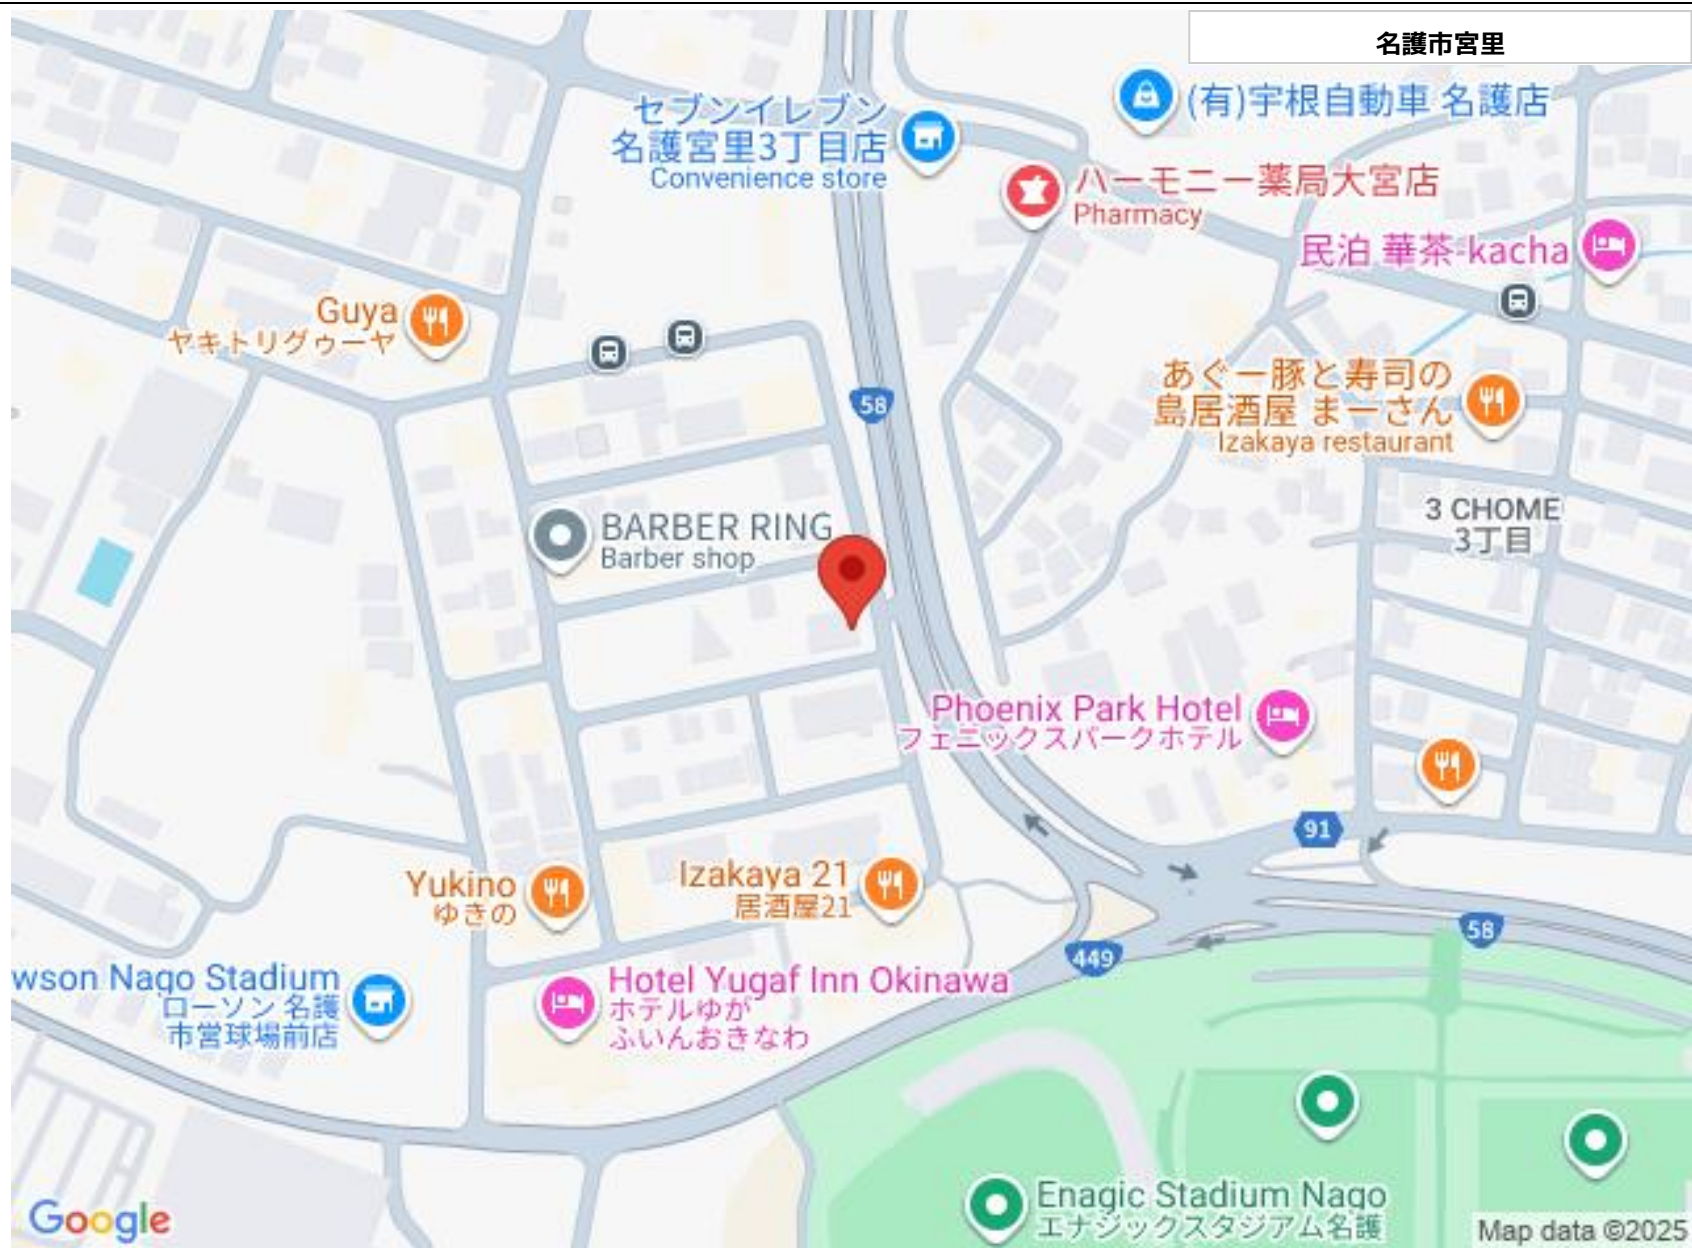 名護市宮里
セブンイレブン
名護宮里3丁目店
Convenience store
(有)宇根自動車 名護店
ハーモニー薬局大宮店
Pharmacy
民泊 華茶-kacha
Guya
ヤキトリグゥーヤ
58
あぐー豚と寿司の
島居酒屋 まーさん
Izakaya restaurant
BARBER RING
Barber shop
3 CHOME
3丁目
Phoenix Park Hotel
フェニックスパークホテル
91
Yukino
ゆきの
Izakaya 21
居酒屋21
58
449
wson Nago Stadium
ローソン 名護
市営球場前店
Hotel Yugaf Inn Okinawa
ホテルゆが
ふいんおきなわ
Enagic Stadium Nago
エナジックスタジアム名護
Google
Map data ©2025